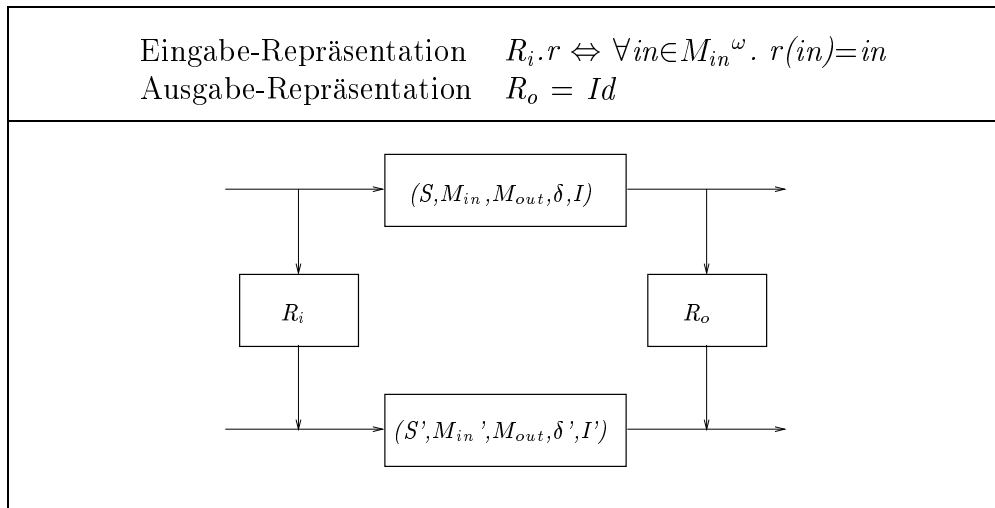 Eingabe-Repräsentation R_i.r ⇔ ∀in∈M_in^ω. r(in)=in
Ausgabe-Repräsentation R_o = Id
(S,M_in,M_out,δ,I)
R_i
R_o
(S',M_in',M_out,δ',I')